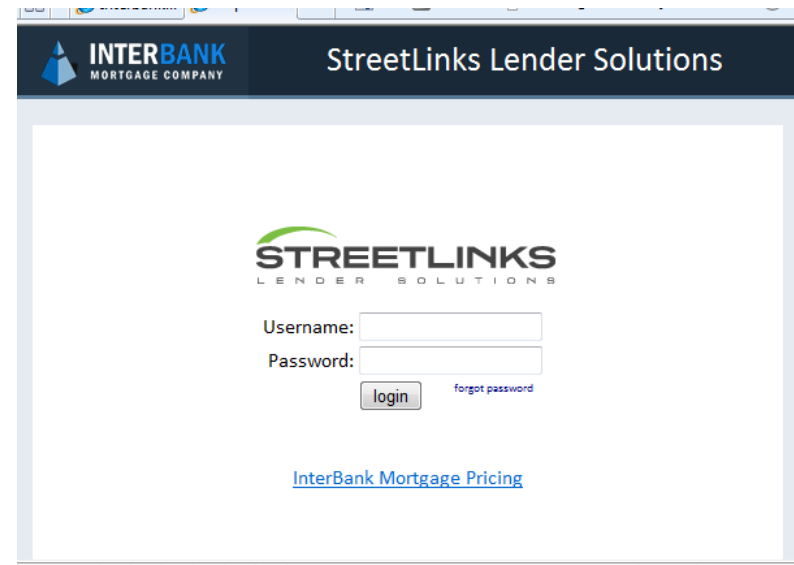 INTERBANK
MORTGAGE COMPANY
StreetLinks Lender Solutions
STREETLINKS
LENDER SOLUTIONS
Username:
Password:
login
forgot password
InterBank Mortgage Pricing